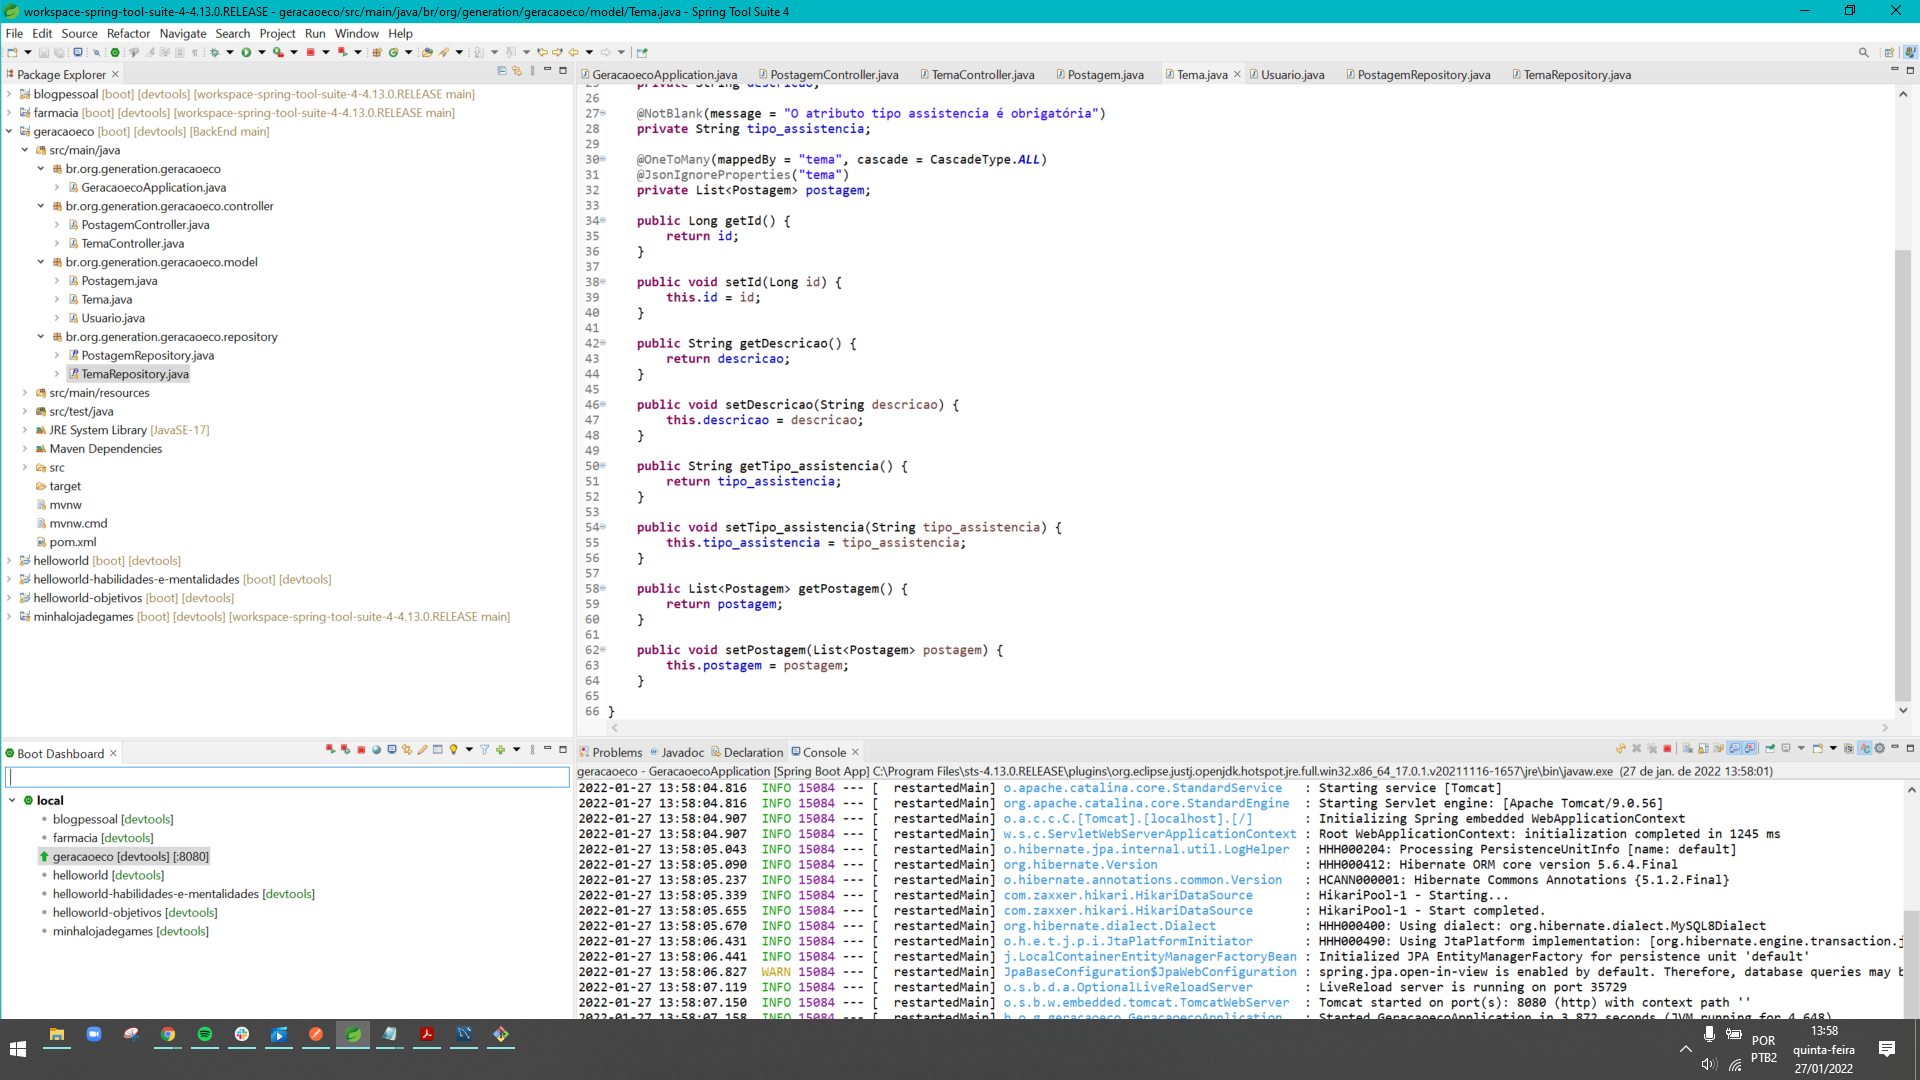 workspace-spring-tool-suite-4-4.13.0.RELEASE - geracaoeco/src/main/java/br/org/generation/geracaoeco/model/Tema.java - Spring Tool Suite 4
File Edit Source Refactor Navigate Search Project Run Window Help
Package Explorer
blogpessoal [boot] [devtools] [workspace-spring-tool-suite-4-4.13.0.RELEASE main]
farmacia [boot] [devtools] [workspace-spring-tool-suite-4-4.13.0.RELEASE main]
geracaoeco [boot] [devtools] [BackEnd main]
src/main/java
br.org.generation.geracaoeco
GeracaoecoApplication.java
br.org.generation.geracaoeco.controller
PostagemController.java
TemaController.java
br.org.generation.geracaoeco.model
Postagem.java
Tema.java
Usuario.java
br.org.generation.geracaoeco.repository
PostagemRepository.java
TemaRepository.java
src/main/resources
src/test/java
JRE System Library [JavaSE-17]
Maven Dependencies
src
target
mvnw
mvnw.cmd
pom.xml
helloworld [boot] [devtools]
helloworld-habilidades-e-mentalidades [boot] [devtools]
helloworld-objetivos [boot] [devtools]
minhalojadegames [boot] [devtools] [workspace-spring-tool-suite-4-4.13.0.RELEASE main]
GeracaoecoApplication.java PostagemController.java TemaController.java Postagem.java Tema.java Usuario.java PostagemRepository.java TemaRepository.java
25 private String descricao;
26
27 @NotBlank(message = "O atributo tipo assistencia é obrigatória")
28 private String tipo_assistencia;
29
30 @OneToMany(mappedBy = "tema", cascade = CascadeType.ALL)
31 @JsonIgnoreProperties("tema")
32 private List<Postagem> postagem;
33
34 public Long getId() {
35 return id;
36 }
37
38 public void setId(Long id) {
39 this.id = id;
40 }
41
42 public String getDescricao() {
43 return descricao;
44 }
45
46 public void setDescricao(String descricao) {
47 this.descricao = descricao;
48 }
49
50 public String getTipo_assistencia() {
51 return tipo_assistencia;
52 }
53
54 public void setTipo_assistencia(String tipo_assistencia) {
55 this.tipo_assistencia = tipo_assistencia;
56 }
57
58 public List<Postagem> getPostagem() {
59 return postagem;
60 }
61
62 public void setPostagem(List<Postagem> postagem) {
63 this.postagem = postagem;
64 }
65
66 }
Boot Dashboard
local
blogpessoal [devtools]
farmacia [devtools]
geracaoeco [devtools] [:8080]
helloworld [devtools]
helloworld-habilidades-e-mentalidades [devtools]
helloworld-objetivos [devtools]
minhalojadegames [devtools]
Problems Javadoc Declaration Console
geracaoeco - GeracaoecoApplication [Spring Boot App] C:\Program Files\sts-4.13.0.RELEASE\plugins\org.eclipse.justj.openjdk.hotspot.jre.full.win32.x86_64_17.0.1.v20211116-1657\jre\bin\javaw.exe (27 de jan. de 2022 13:58:01)
2022-01-27 13:58:04.816 INFO 15084 --- [ restartedMain] o.apache.catalina.core.StandardService : Starting service [Tomcat]
2022-01-27 13:58:04.816 INFO 15084 --- [ restartedMain] org.apache.catalina.core.StandardEngine : Starting Servlet engine: [Apache Tomcat/9.0.56]
2022-01-27 13:58:04.907 INFO 15084 --- [ restartedMain] o.a.c.c.C.[Tomcat].[localhost].[/] : Initializing Spring embedded WebApplicationContext
2022-01-27 13:58:04.907 INFO 15084 --- [ restartedMain] w.s.c.ServletWebServerApplicationContext : Root WebApplicationContext: initialization completed in 1245 ms
2022-01-27 13:58:05.043 INFO 15084 --- [ restartedMain] o.hibernate.jpa.internal.util.LogHelper : HHH000204: Processing PersistenceUnitInfo [name: default]
2022-01-27 13:58:05.090 INFO 15084 --- [ restartedMain] org.hibernate.Version : HHH000412: Hibernate ORM core version 5.6.4.Final
2022-01-27 13:58:05.237 INFO 15084 --- [ restartedMain] o.hibernate.annotations.common.Version : HCANN000001: Hibernate Commons Annotations {5.1.2.Final}
2022-01-27 13:58:05.339 INFO 15084 --- [ restartedMain] com.zaxxer.hikari.HikariDataSource : HikariPool-1 - Starting...
2022-01-27 13:58:05.655 INFO 15084 --- [ restartedMain] com.zaxxer.hikari.HikariDataSource : HikariPool-1 - Start completed.
2022-01-27 13:58:05.670 INFO 15084 --- [ restartedMain] org.hibernate.dialect.Dialect : HHH000400: Using dialect: org.hibernate.dialect.MySQL8Dialect
2022-01-27 13:58:06.431 INFO 15084 --- [ restartedMain] o.h.e.t.j.p.i.JtaPlatformInitiator : HHH000490: Using JtaPlatform implementation: [org.hibernate.engine.transaction.j
2022-01-27 13:58:06.441 INFO 15084 --- [ restartedMain] j.LocalContainerEntityManagerFactoryBean : Initialized JPA EntityManagerFactory for persistence unit 'default'
2022-01-27 13:58:06.827 WARN 15084 --- [ restartedMain] JpaBaseConfiguration$JpaWebConfiguration : spring.jpa.open-in-view is enabled by default. Therefore, database queries may b
2022-01-27 13:58:07.119 INFO 15084 --- [ restartedMain] o.s.b.d.a.OptionalLiveReloadServer : LiveReload server is running on port 35729
2022-01-27 13:58:07.150 INFO 15084 --- [ restartedMain] o.s.b.w.embedded.tomcat.TomcatWebServer : Tomcat started on port(s): 8080 (http) with context path ''
2022-01-27 13:58:07.158 INFO 15084 --- [ restartedMain] b.o.g.geracaoeco.GeracaoecoApplication : Started GeracaoecoApplication in 3.872 seconds (JVM running for 4.648)
POR
PTB2
13:58
quinta-feira
27/01/2022